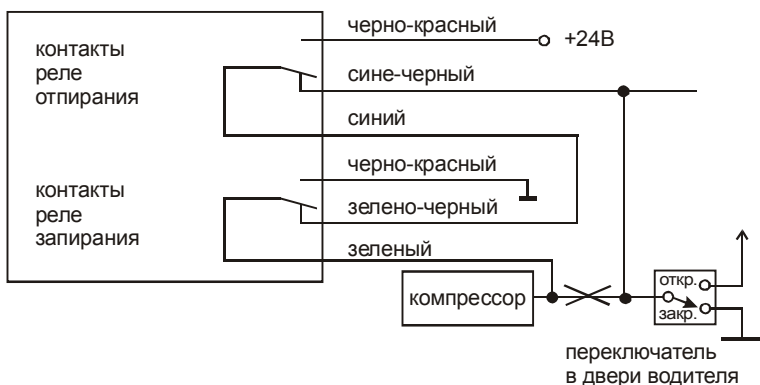 черно-красный
+24В
контакты
реле
отпирания
сине-черный
синий
черно-красный
контакты
реле
запирания
зелено-черный
зеленый
компрессор
откр.
закр.
переключатель
в двери водителя